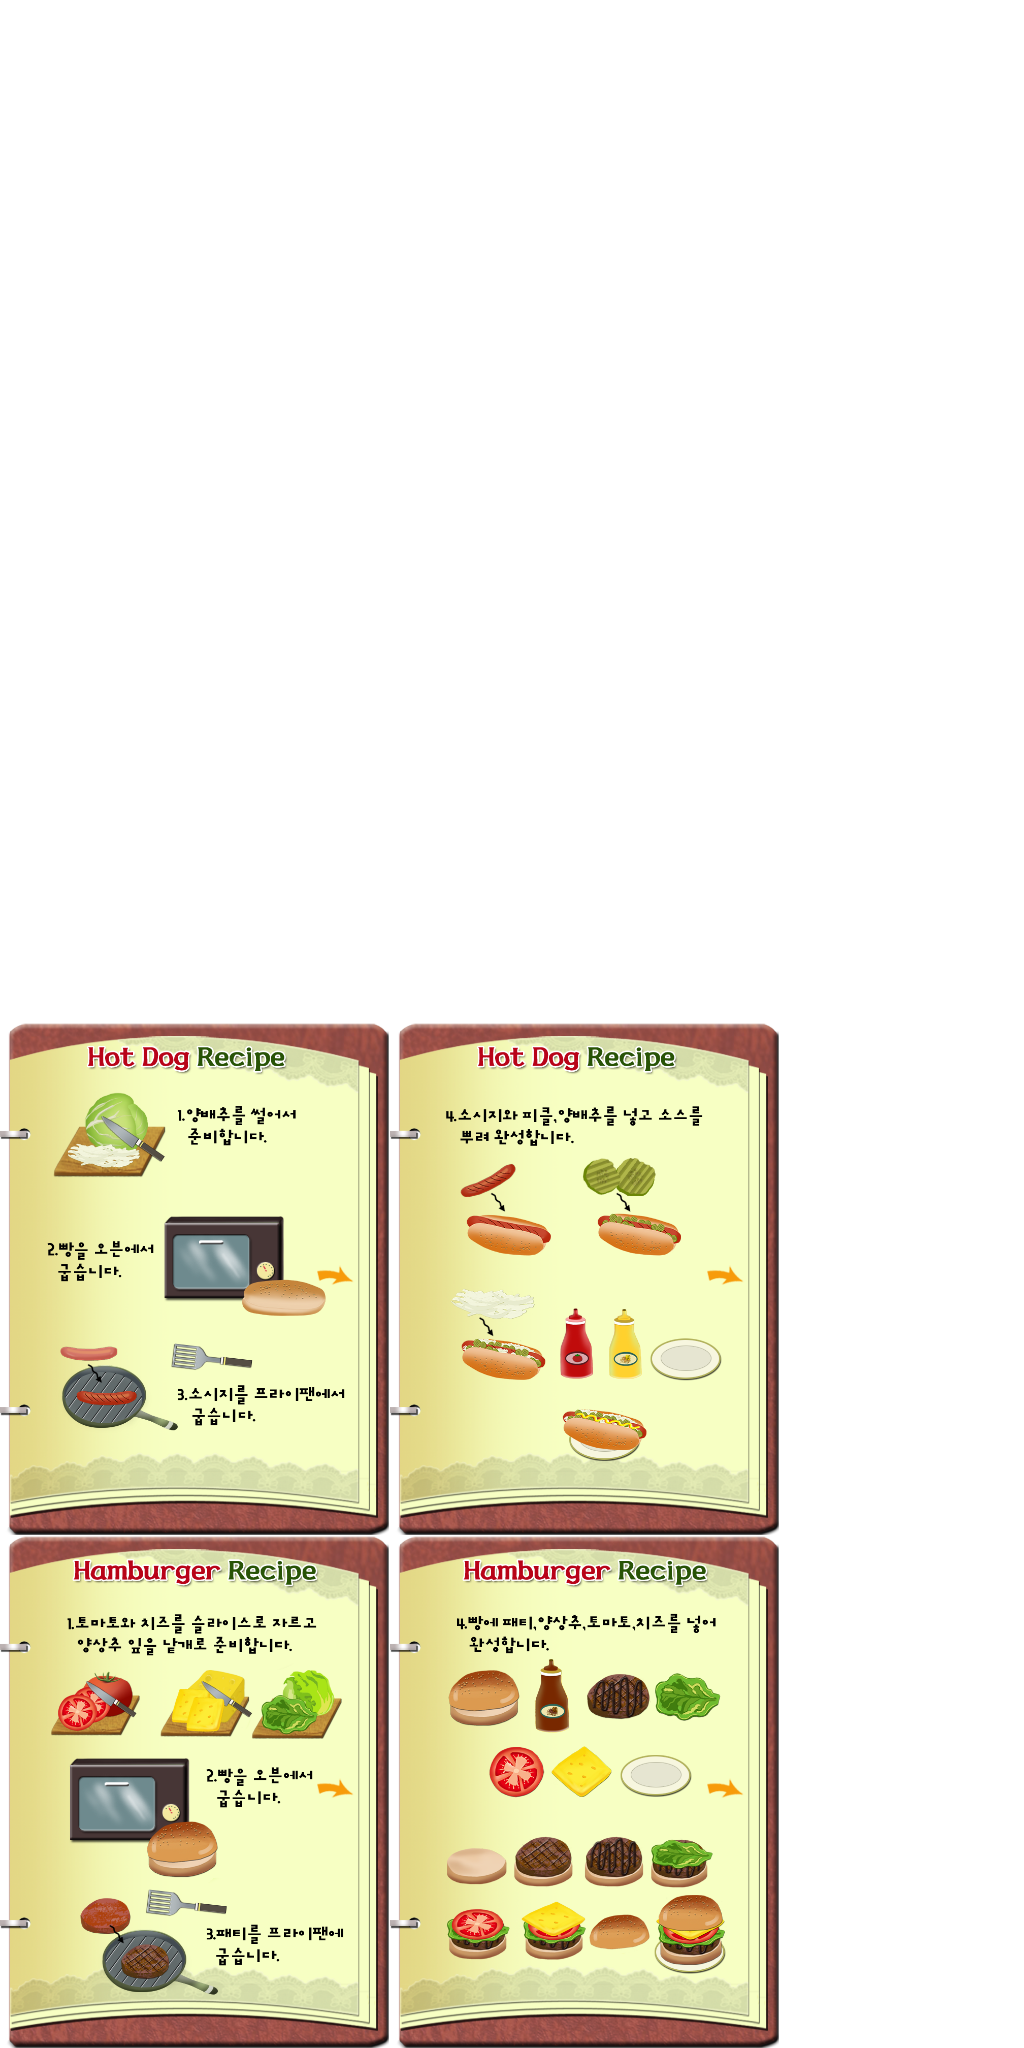 Hot Dog Recipe
1.양배추를 썰어서
준비합니다.
2.빵을 오븐에서
굽습니다.
3.소시지를 프라이팬에서
굽습니다.
Hot Dog Recipe
4.소시지와 피클,양배추를 넣고 소스를
뿌려 완성합니다.
Hamburger Recipe
1.토마토와 치즈를 슬라이스로 자르고
양상추 잎을 낱개로 준비합니다.
2.빵을 오븐에서
굽습니다.
3.패티를 프라이팬에
굽습니다.
Hamburger Recipe
4.빵에 패티,양상추,토마토,치즈를 넣어
완성합니다.